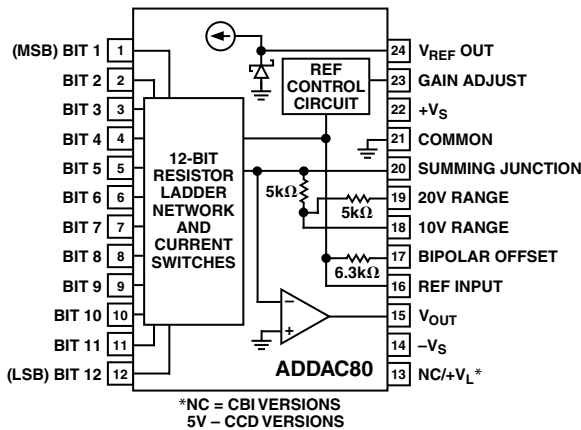 (MSB) BIT 1 1
BIT 2 2
BIT 3 3
BIT 4 4
BIT 5 5
BIT 6 6
BIT 7 7
BIT 8 8
BIT 9 9
BIT 10 10
BIT 11 11
(LSB) BIT 12 12
12-BIT
RESISTOR
LADDER
NETWORK
AND
CURRENT
SWITCHES
REF
CONTROL
CIRCUIT
5kΩ
5kΩ
6.3kΩ
–
+
ADDAC80
24 VREF OUT
23 GAIN ADJUST
22 +VS
21 COMMON
20 SUMMING JUNCTION
19 20V RANGE
18 10V RANGE
17 BIPOLAR OFFSET
16 REF INPUT
15 VOUT
14 –VS
13 NC/+VL*
*NC = CBI VERSIONS
5V – CCD VERSIONS